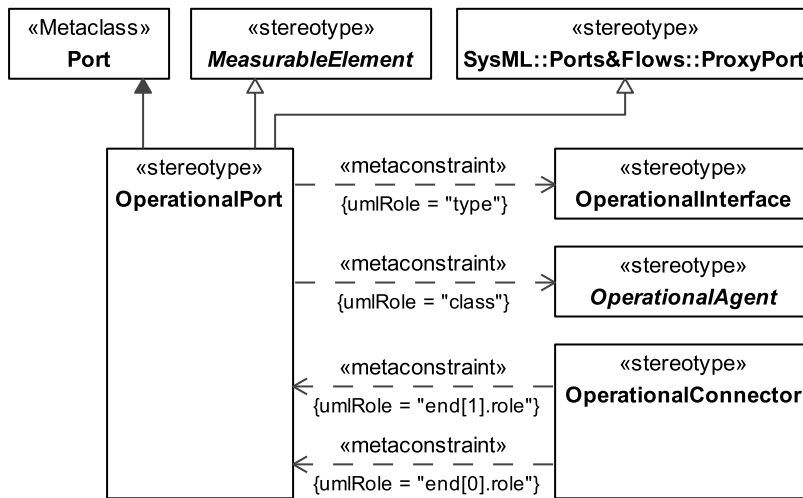 «Metaclass»
Port
«stereotype»
MeasurableElement
«stereotype»
SysML::Ports&Flows::ProxyPort
«stereotype»
OperationalPort
«metaconstraint»
{umlRole = "type"}
«stereotype»
OperationalInterface
«metaconstraint»
{umlRole = "class"}
«stereotype»
OperationalAgent
«metaconstraint»
{umlRole = "end[1].role"}
«stereotype»
OperationalConnector
«metaconstraint»
{umlRole = "end[0].role"}